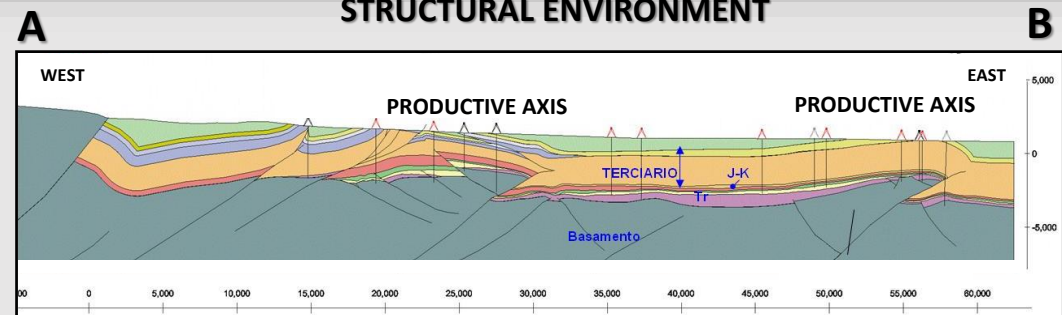 STRUCTURAL ENVIRONMENT
A
B
WEST
EAST
5,000
PRODUCTIVE AXIS
PRODUCTIVE AXIS
0
TERCIARIO
J-K
Tr
-5,000
Basamento
00
0
5,000
10,000
15,000
20,000
25,000
30,000
35,000
40,000
45,000
50,000
55,000
60,000